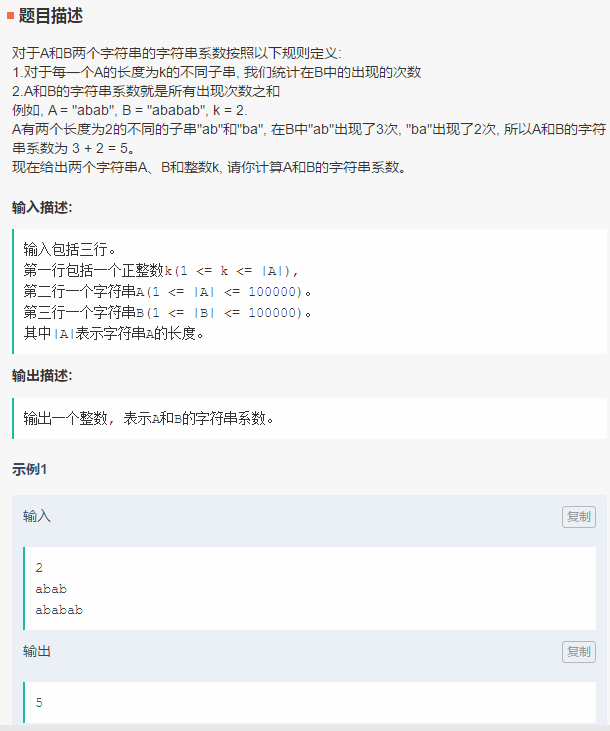 题目描述
对于A和B两个字符串的字符串系数按照以下规则定义:
1.对于每一个A的长度为k的不同子串, 我们统计在B中的出现的次数
2.A和B的字符串系数就是所有出现次数之和
例如, A = "abab", B = "ababab", k = 2.
A有两个长度为2的不同的子串"ab"和"ba", 在B中"ab"出现了3次, "ba"出现了2次, 所以A和B的字符
串系数为 3 + 2 = 5。
现在给出两个字符串A、B和整数k, 请你计算A和B的字符串系数。
输入描述:
输入包括三行。
第一行包括一个正整数k(1 <= k <= |A|),
第二行一个字符串A(1 <= |A| <= 100000)。
第三行一个字符串B(1 <= |B| <= 100000)。
其中|A|表示字符串A的长度。
输出描述:
输出一个整数, 表示A和B的字符串系数。
示例1
输入
复制
2
abab
ababab
输出
复制
5